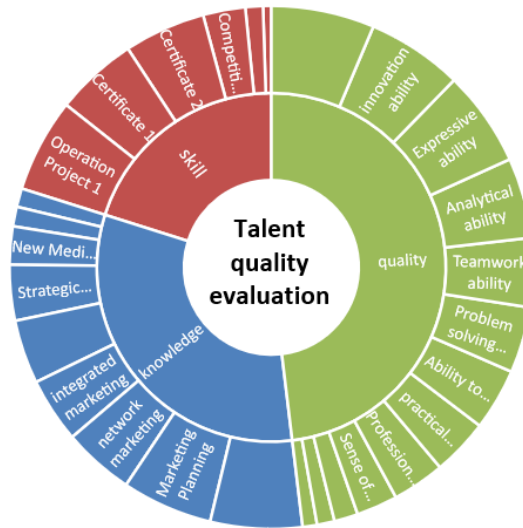 Talent
quality
evaluation
quality
innovation
ability
Expressive
ability
Analytical
ability
Teamwork
ability
Problem
solving...
Ability to...
practical...
Profession...
Sense of...
knowledge
Marketing
Planning
network
marketing
integrated
marketing
Strategic...
New Medi...
skill
Operation
Project 1
Certificate 1
Certificate 2
Competiti...